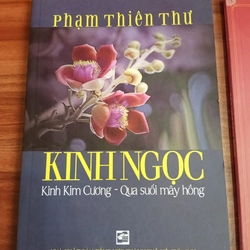 Phạm Thiên Thư
KINH NGỌC
Kinh Kim Cương - Qua suối mây hồng